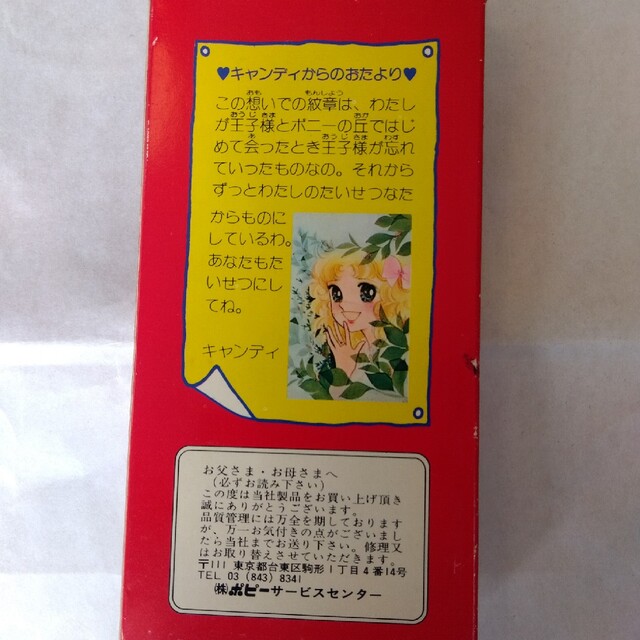 ♥キャンディからのおたより♥
この想いでの紋章は、わたし
が王子様とポニーの丘ではじ
めて会ったとき王子様が忘れ
ていったものなの。それから
ずっとわたしのたいせつなた
からものに
しているわ。
あなたもた
いせつにし
てね。
キャンディ
お父さま・お母さまへ
(必ずお読み下さい)
この度は当社製品をお買い上げ頂き
誠にありがとうございます。
品質管理には万全を期しております
が、万一お気付きの点がございまし
たら当社までお送り下さい。修理又
はお取り替えさせていただきます。
〒111 東京都台東区駒形1丁目4番14号
TEL 03 (843) 8341
㈱ポピーサービスセンター